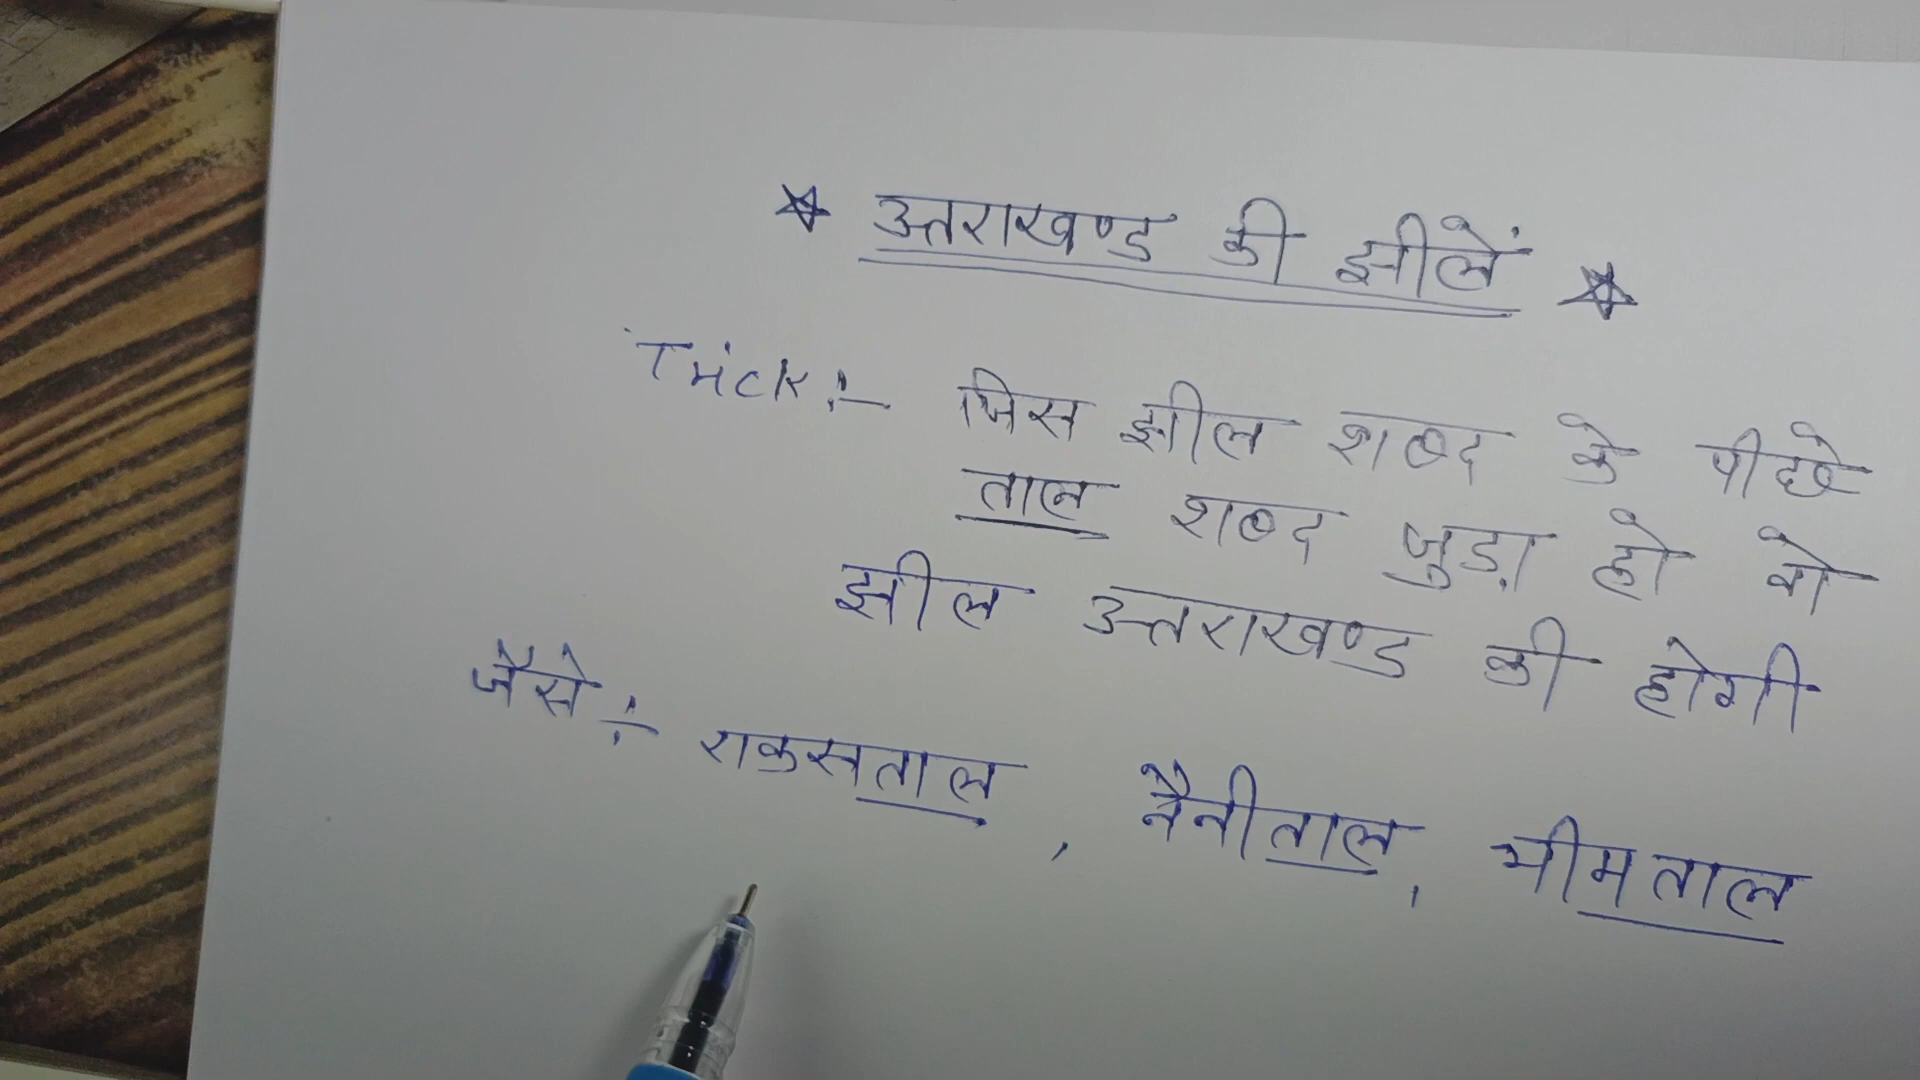 उत्तराखण्ड की झीलें
Trick :- जिस झील शब्द के पीछे
ताल शब्द जुड़ा हो वो
झील उत्तराखण्ड की होगी
जैसे :- राकसताल, नैनीताल, भीमताल